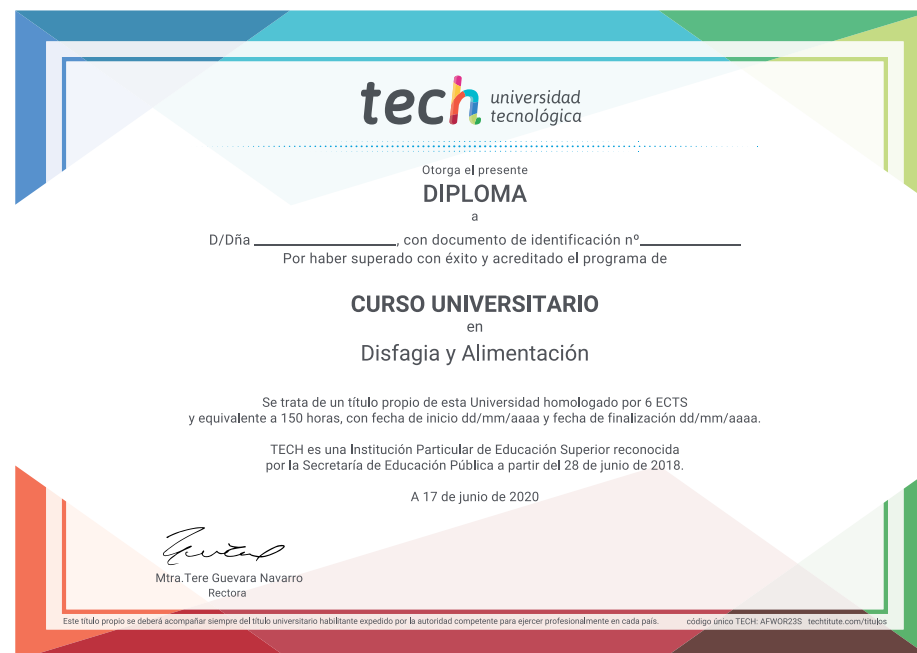 tech universidad
tecnológica
Otorga el presente
DIPLOMA
a
D/Dña ____________________, con documento de identificación nº______________
Por haber superado con éxito y acreditado el programa de
CURSO UNIVERSITARIO
en
Disfagia y Alimentación
Se trata de un título propio de esta Universidad homologado por 6 ECTS
y equivalente a 150 horas, con fecha de inicio dd/mm/aaaa y fecha de finalización dd/mm/aaaa.
TECH es una Institución Particular de Educación Superior reconocida
por la Secretaría de Educación Pública a partir del 28 de junio de 2018.
A 17 de junio de 2020
Mtra.Tere Guevara Navarro
Rectora
Este título propio se deberá acompañar siempre del título universitario habilitante expedido por la autoridad competente para ejercer profesionalmente en cada país. código único TECH: AFWOR23S techtitute.com/titulos